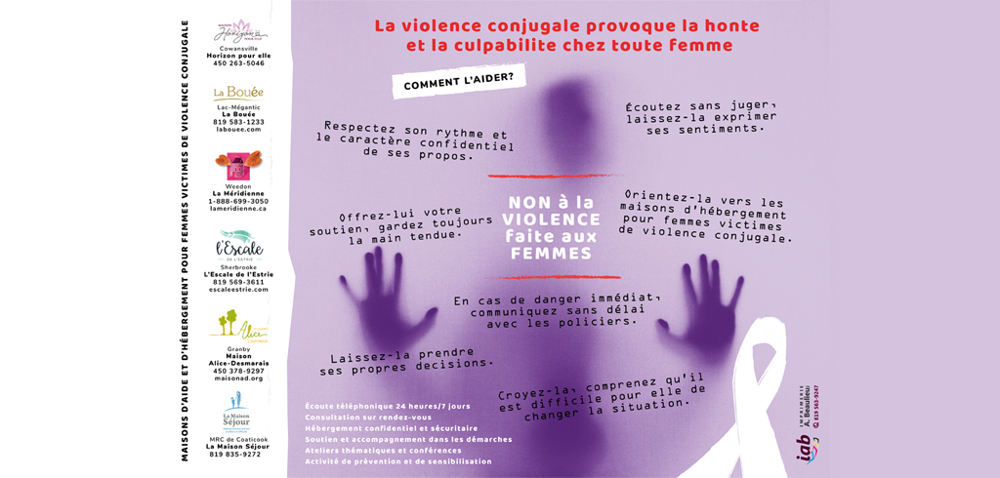 MAISONS D'AIDE ET D'HÉBERGEMENT POUR FEMMES VICTIMES DE VIOLENCE CONJUGALE
MAISON
Horizon
POUR ELLE
Cowansville
Horizon pour elle
450 263-5046
La Bouée
Lac-Mégantic
La Bouée
819 583-1233
labouee.com
Weedon
La Méridienne
1-888-699-3050
lameridienne.ca
l'Escale
DE L'ESTRIE
Sherbrooke
L'Escale de l'Estrie
819 569-3611
escaleestrie.com
Alice
Desmarais
Granby
Maison
Alice-Desmarais
450 378-9297
maisonad.org
La Maison
Séjour
MRC de Coaticook
La Maison Séjour
819 835-9272
La violence conjugale provoque la honte
et la culpabilite chez toute femme
COMMENT L'AIDER?
Respectez son rythme et
le caractère confidentiel
de ses propos.
Écoutez sans juger,
laissez-la exprimer
ses sentiments.
Offrez-lui votre
soutien, gardez toujours
la main tendue.
NON à la
VIOLENCE
faite aux
FEMMES
Orientez-la vers les
maisons d'hébergement
pour femmes victimes
de violence conjugale.
En cas de danger immédiat,
communiquez sans délai
avec les policiers.
Laissez-la prendre
ses propres decisions.
Croyez-la, comprenez qu'il
est difficile pour elle de
changer la situation.
Écoute téléphonique 24 heures/7 jours
Consultation sur rendez-vous
Hébergement confidentiel et sécuritaire
Soutien et accompagnement dans les démarches
Ateliers thématiques et conférences
Activité de prévention et de sensibilisation
iab
IMPRIMERIE
A. Beaulieu
819 563-9247